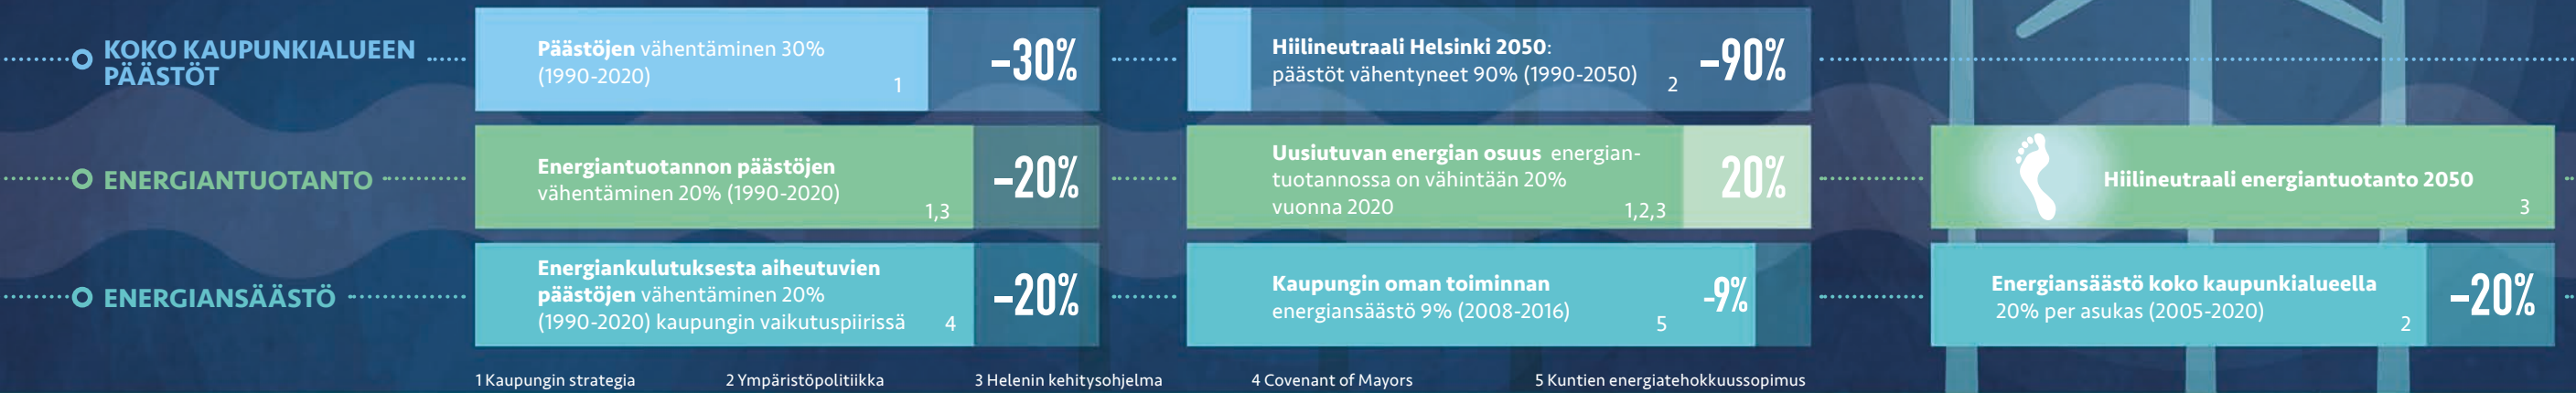 KOKO KAUPUNKIALUEEN
PÄÄSTÖT
Päästöjen vähentäminen 30%
(1990-2020)
1
-30%
Hiilineutraali Helsinki 2050:
päästöt vähentyneet 90% (1990-2050)
2
-90%
ENERGIANTUOTANTO
Energiantuotannon päästöjen
vähentäminen 20% (1990-2020)
1,3
-20%
Uusiutuvan energian osuus energian-
tuotannossa on vähintään 20%
vuonna 2020
1,2,3
20%
Hiilineutraali energiantuotanto 2050
3
ENERGIANSÄÄSTÖ
Energiankulutuksesta aiheutuvien
päästöjen vähentäminen 20%
(1990-2020) kaupungin vaikutuspiirissä
4
-20%
Kaupungin oman toiminnan
energiansäästö 9% (2008-2016)
5
-9%
Energiansäästö koko kaupunkialueella
20% per asukas (2005-2020)
2
-20%
1 Kaupungin strategia
2 Ympäristöpolitiikka
3 Helenin kehitysohjelma
4 Covenant of Mayors
5 Kuntien energiatehokkuussopimus